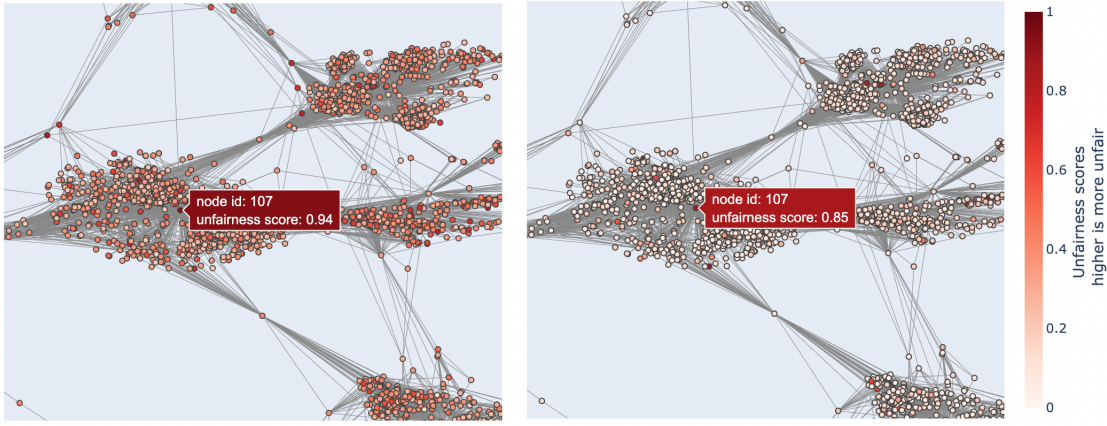 node id: 107
unfairness score: 0.94
node id: 107
unfairness score: 0.85
1
0.8
0.6
0.4
0.2
0
Unfairness scores
higher is more unfair